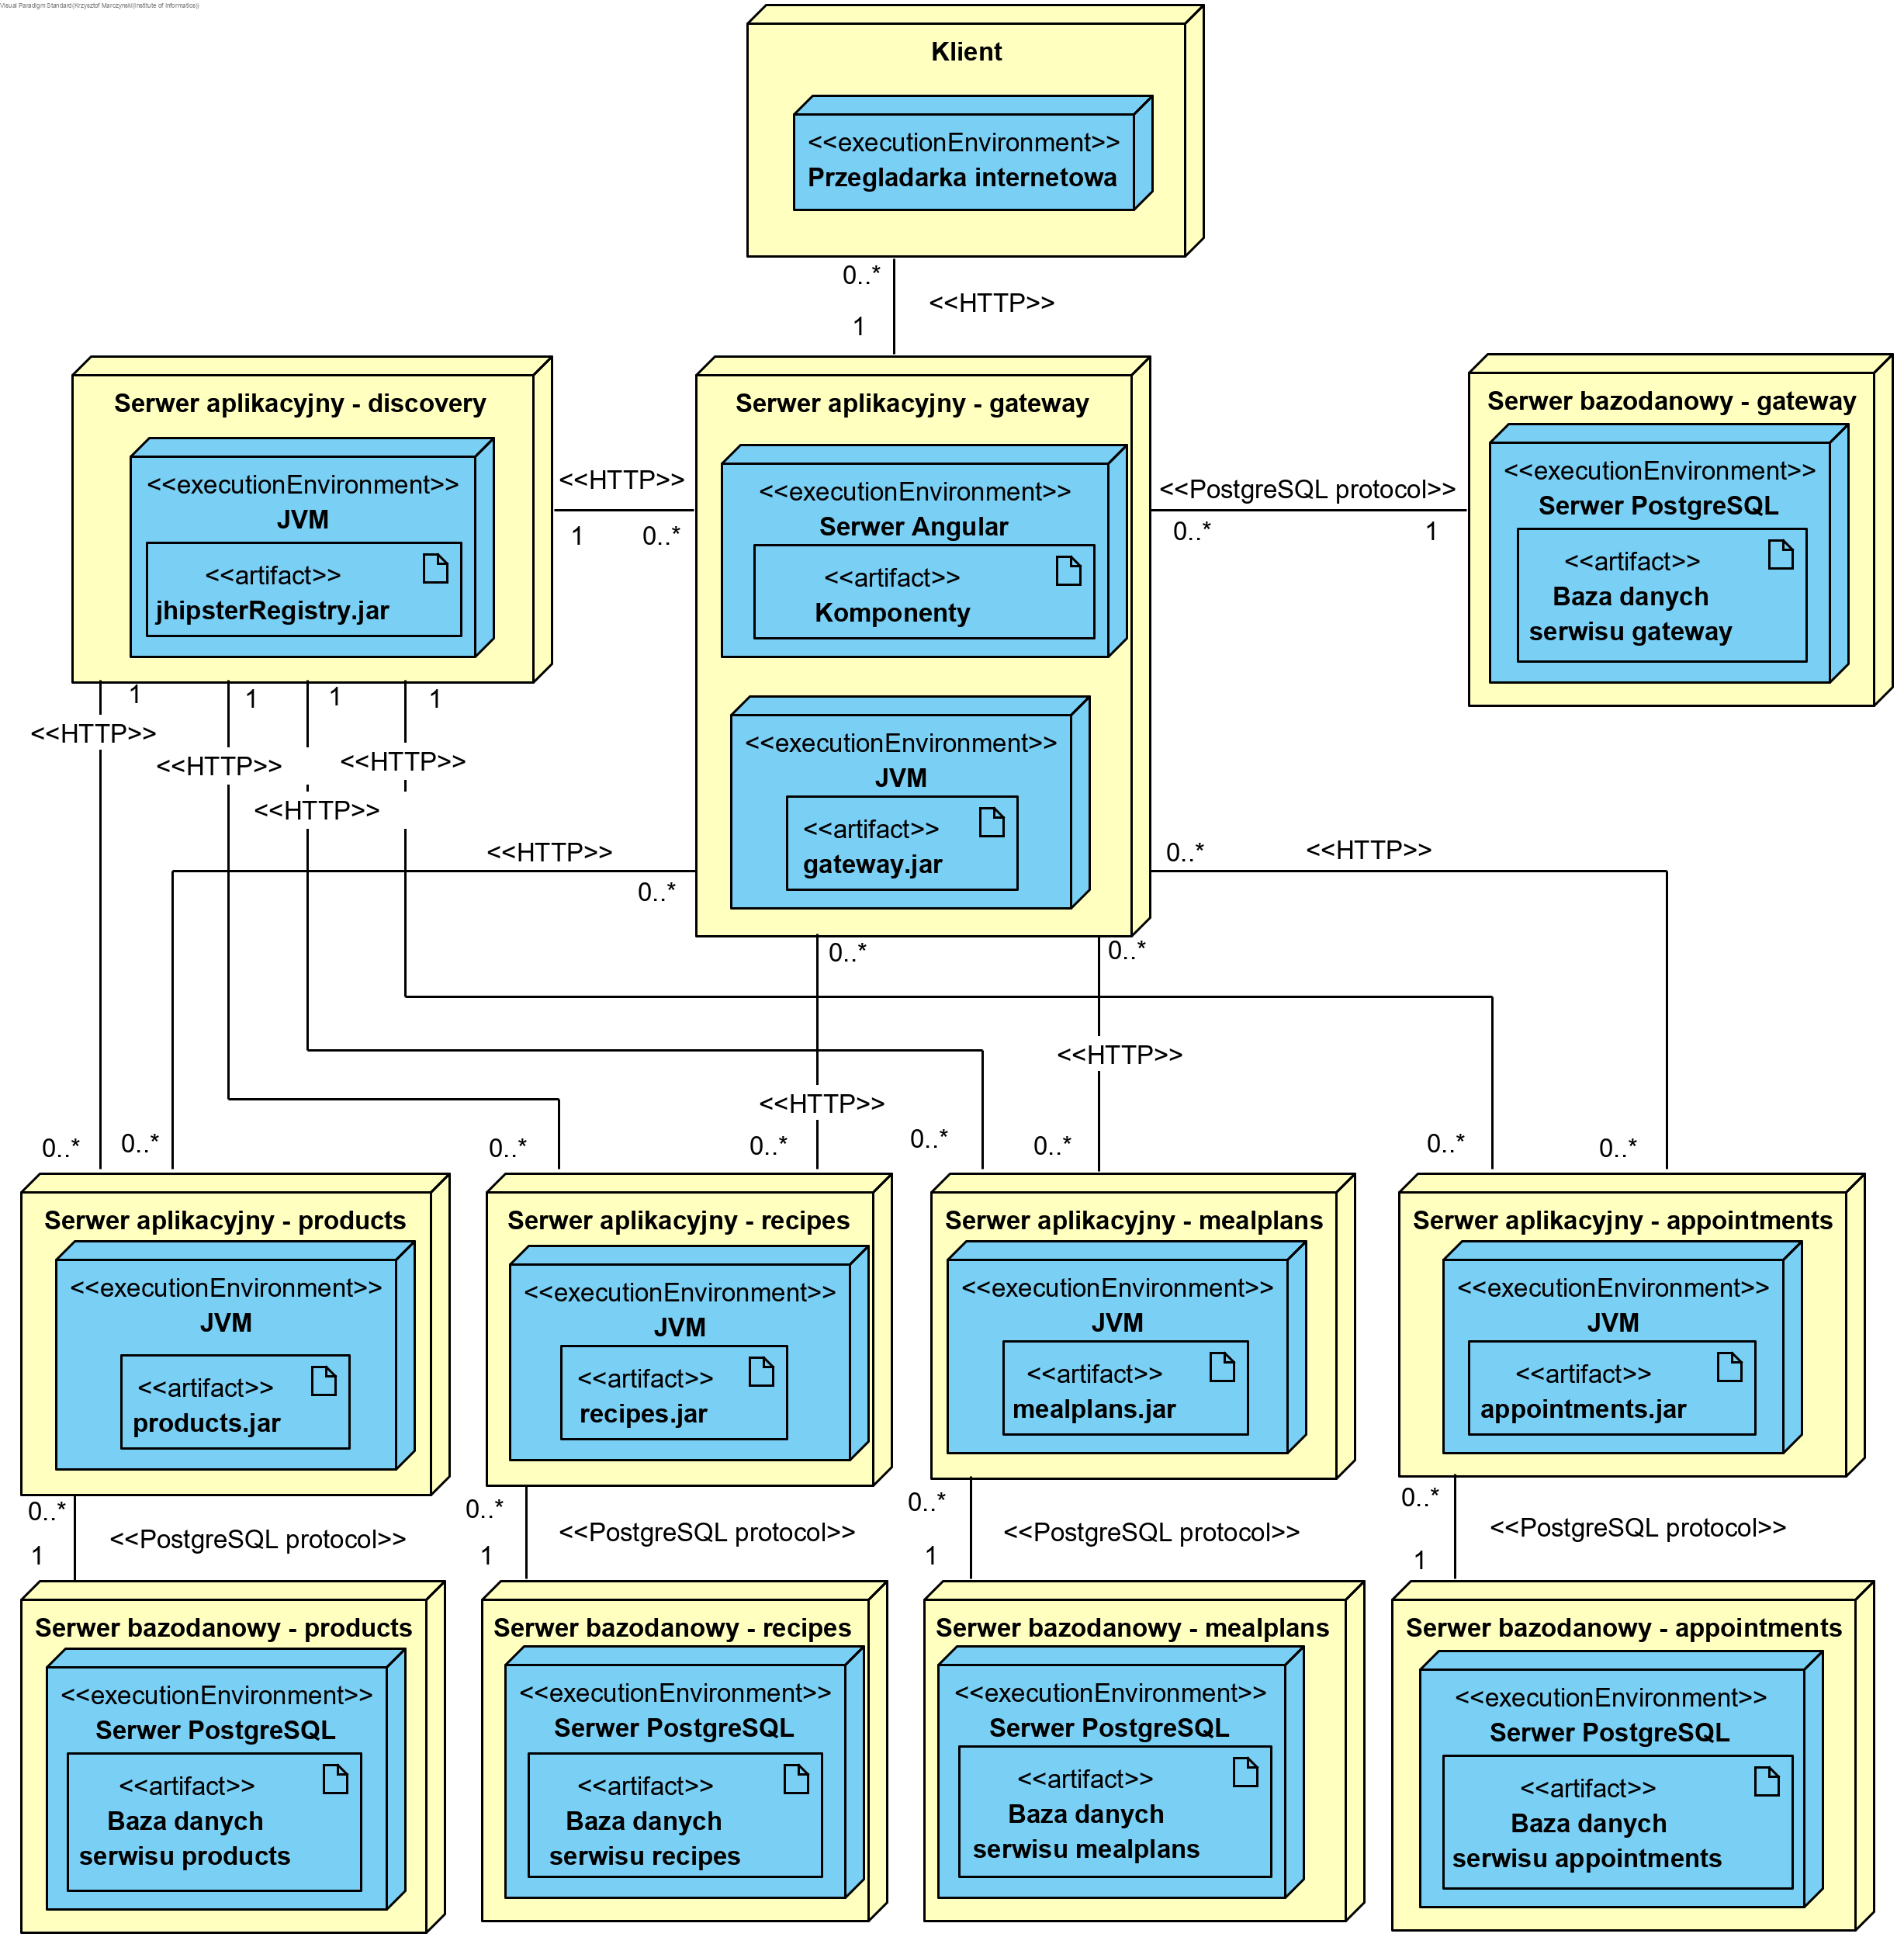 Visual Paradigm Standard(Krzysztof Marczynski(Institute of Informatics))
Klient
<<executionEnvironment>>
Przegladarka internetowa
0..*
<<HTTP>>
1
Serwer aplikacyjny - discovery
<<executionEnvironment>>
JVM
<<artifact>>
jhipsterRegistry.jar
<<HTTP>>
1
0..*
Serwer aplikacyjny - gateway
<<executionEnvironment>>
Serwer Angular
<<artifact>>
Komponenty
<<executionEnvironment>>
JVM
<<artifact>>
gateway.jar
<<PostgreSQL protocol>>
0..*
1
Serwer bazodanowy - gateway
<<executionEnvironment>>
Serwer PostgreSQL
<<artifact>>
Baza danych
serwisu gateway
1
1
1
1
<<HTTP>>
<<HTTP>>
<<HTTP>>
<<HTTP>>
<<HTTP>>
0..*
0..*
<<HTTP>>
0..*
0..*
<<HTTP>>
<<HTTP>>
0..*
0..*
0..*
0..*
0..*
0..*
0..*
0..*
Serwer aplikacyjny - products
<<executionEnvironment>>
JVM
<<artifact>>
products.jar
Serwer aplikacyjny - recipes
<<executionEnvironment>>
JVM
<<artifact>>
recipes.jar
Serwer aplikacyjny - mealplans
<<executionEnvironment>>
JVM
<<artifact>>
mealplans.jar
Serwer aplikacyjny - appointments
<<executionEnvironment>>
JVM
<<artifact>>
appointments.jar
0..*
<<PostgreSQL protocol>>
1
0..*
<<PostgreSQL protocol>>
1
0..*
<<PostgreSQL protocol>>
1
0..*
<<PostgreSQL protocol>>
1
Serwer bazodanowy - products
<<executionEnvironment>>
Serwer PostgreSQL
<<artifact>>
Baza danych
serwisu products
Serwer bazodanowy - recipes
<<executionEnvironment>>
Serwer PostgreSQL
<<artifact>>
Baza danych
serwisu recipes
Serwer bazodanowy - mealplans
<<executionEnvironment>>
Serwer PostgreSQL
<<artifact>>
Baza danych
serwisu mealplans
Serwer bazodanowy - appointments
<<executionEnvironment>>
Serwer PostgreSQL
<<artifact>>
Baza danych
serwisu appointments